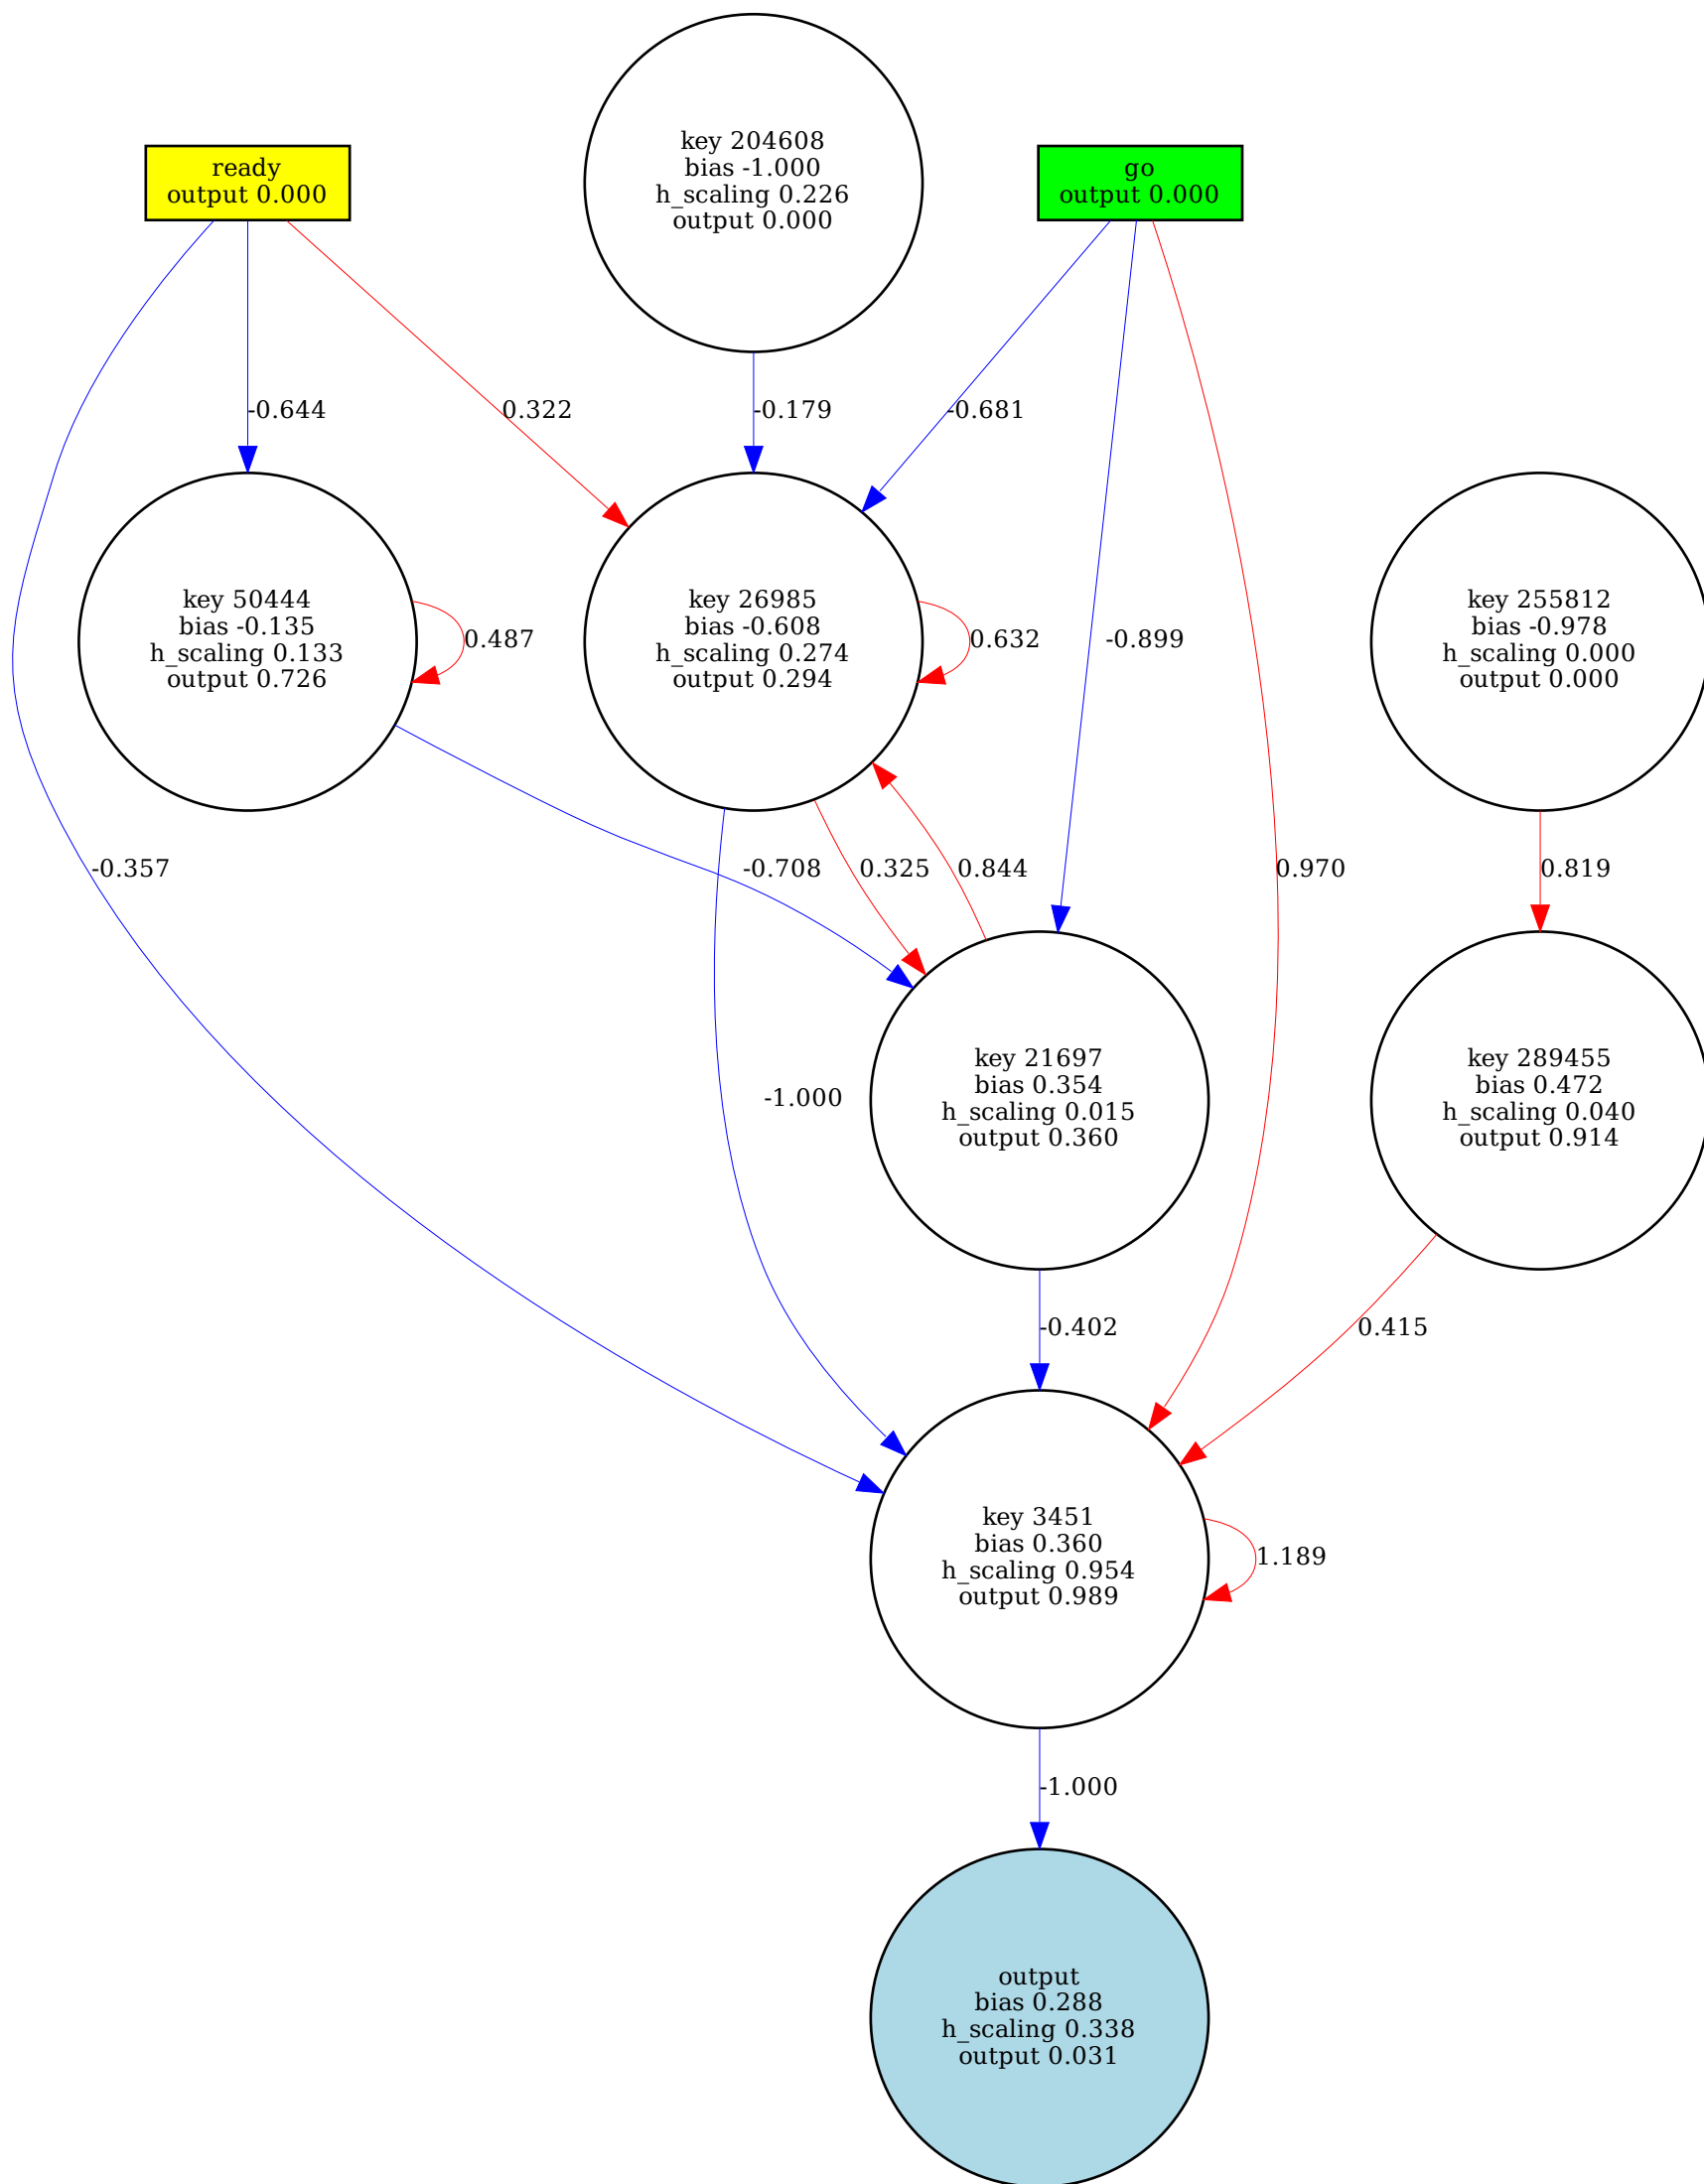 key 204608
bias -1.000
h_scaling 0.226
output 0.000
ready
output 0.000
go
output 0.000
-0.644
0.322
-0.179
-0.681
key 50444
bias -0.135
h_scaling 0.133
output 0.726
0.487
key 26985
bias -0.608
h_scaling 0.274
output 0.294
0.632
-0.899
key 255812
bias -0.978
h_scaling 0.000
output 0.000
-0.357
-0.708
0.325
0.844
0.970
0.819
-1.000
key 21697
bias 0.354
h_scaling 0.015
output 0.360
key 289455
bias 0.472
h_scaling 0.040
output 0.914
-0.402
0.415
key 3451
bias 0.360
h_scaling 0.954
output 0.989
1.189
-1.000
output
bias 0.288
h_scaling 0.338
output 0.031